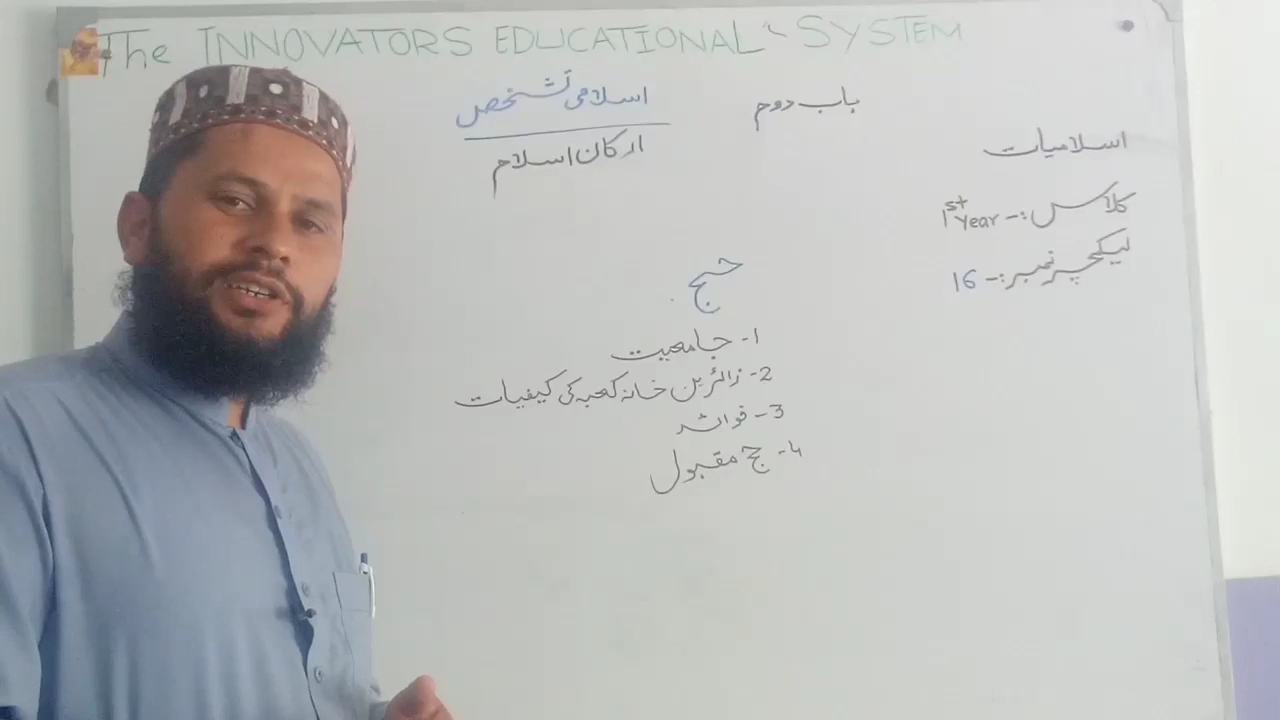 The INNOVATORS EDUCATIONAL SYSTEM
باب دوم
اسلامی تشخص
ارکان اسلام
اسلامیات
کلاس :- 1st Year
لیکچر نمبر :- 16
حج
1- جامعیت
2- زائرین خانہ کعبہ کی کیفیات
3- فوائد
4- حج مقبول